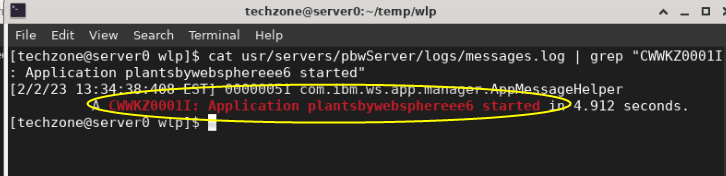 techzone@server0:~/temp/wlp
File Edit View Search Terminal Help
[techzone@server0 wlp]$ cat usr/servers/pbwServer/logs/messages.log | grep "CWWKZ0001I
: Application plantsbywebsphereee6 started"
[2/2/23 13:34:38:408 EST] 00000051 com.ibm.ws.app.manager.AppMessageHelper
A CWWKZ0001I: Application plantsbywebsphereee6 started in 4.912 seconds.
[techzone@server0 wlp]$